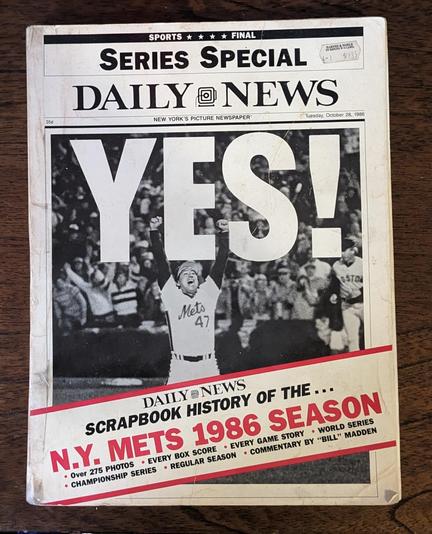 SPORTS ★ ★ ★ ★ FINAL
SERIES SPECIAL
DAILY NEWS
35¢
NEW YORK'S PICTURE NEWSPAPER
Tuesday, October 28, 1986
YES!
Mets
47
BOSTON
DAILY NEWS
SCRAPBOOK HISTORY OF THE...
N.Y. METS 1986 SEASON
• Over 275 PHOTOS • EVERY BOX SCORE • EVERY GAME STORY • WORLD SERIES
• CHAMPIONSHIP SERIES • REGULAR SEASON • COMMENTARY BY "BILL" MADDEN